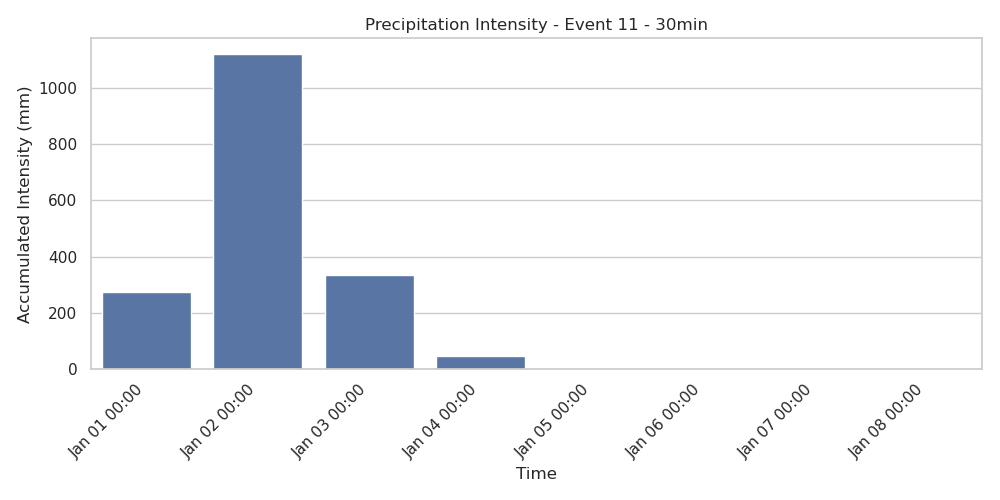 Precipitation Intensity - Event 11 - 30min
Accumulated Intensity (mm)
1000
800
600
400
200
0
Jan 01 00:00
Jan 02 00:00
Jan 03 00:00
Jan 04 00:00
Jan 05 00:00
Jan 06 00:00
Jan 07 00:00
Jan 08 00:00
Time